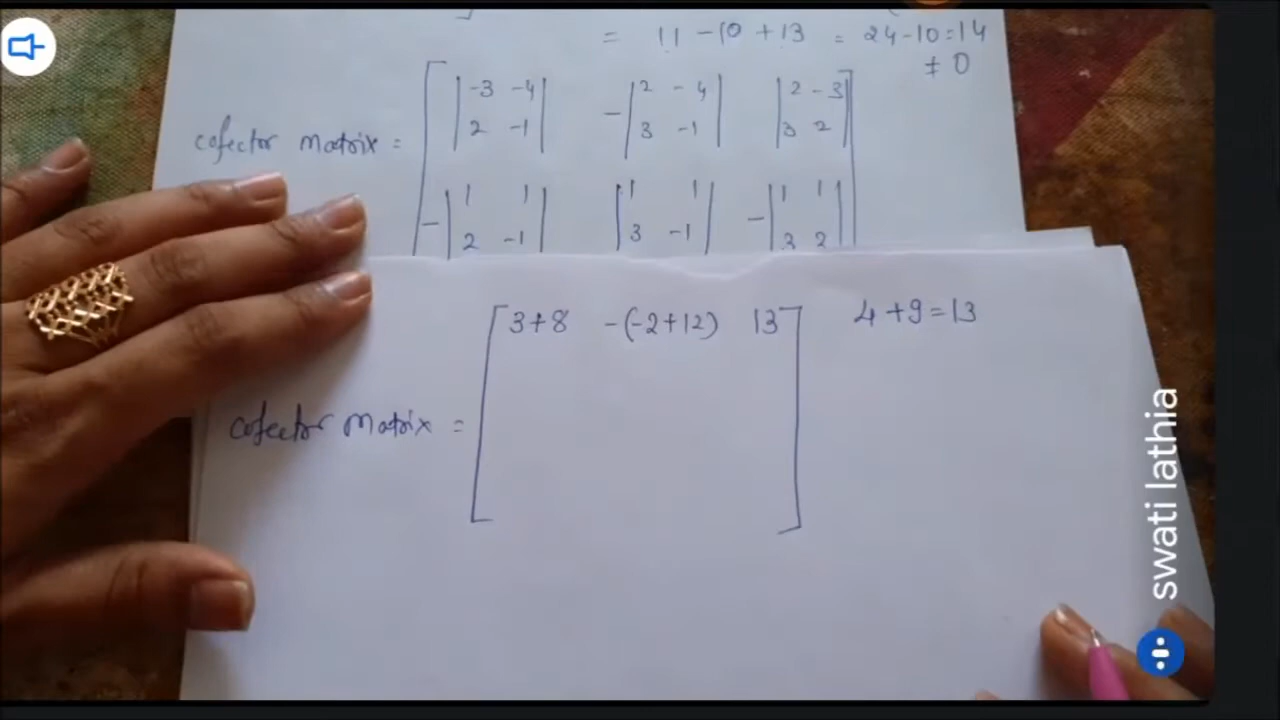 = 11 -10 +13 = 24-10=14
≠ 0
-3 -4 - 2 -4 2 -3
cofector matrix =
2 -1 3 -1 3 2
- 1 1 1 1 - 1 1
2 -1 3 -1 3 2
3+8 -(-2+12) 13 4+9=13
cofector matrix =
swati lathia